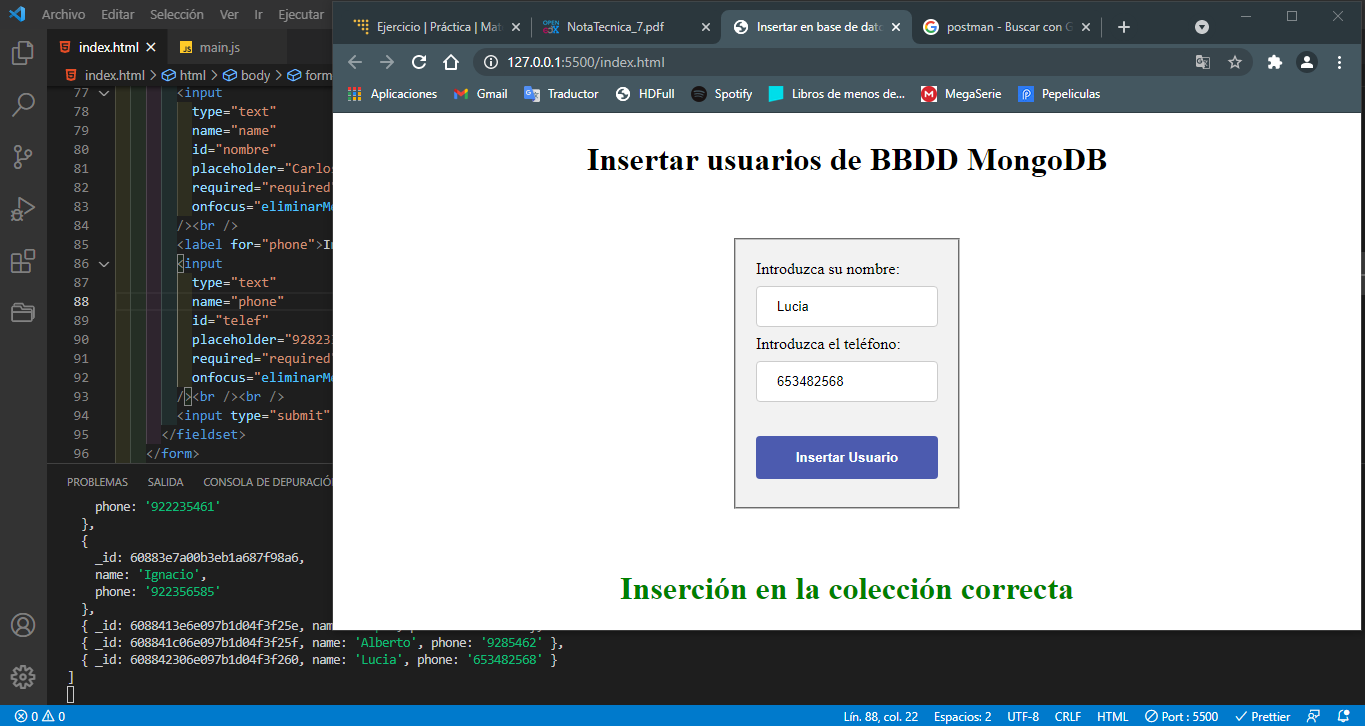 Archivo Editar Selección Ver Ir Ejecutar
index.html main.js
index.html > html > body > form
77 <input
78 type="text"
79 name="name"
80 id="nombre"
81 placeholder="Carlos
82 required="required"
83 onfocus="eliminarMe
84 /><br />
85 <label for="phone">In
86 <input
87 type="text"
88 name="phone"
89 id="telef"
90 placeholder="92823
91 required="required"
92 onfocus="eliminarMe
93 /><br /><br />
94 <input type="submit"
95 </fieldset>
96 </form>
PROBLEMAS SALIDA CONSOLA DE DEPURACIÓN
phone: '922235461'
},
{
_id: 60883e7a00b3eb1a687f98a6,
name: 'Ignacio',
phone: '922356585'
},
{ _id: 6088413e6e097b1d04f3f25e,
{ _id: 608841c06e097b1d04f3f25f, name: 'Alberto', phone: '9285462' },
{ _id: 608842306e097b1d04f3f260, name: 'Lucia', phone: '653482568' }
]
Ejercicio | Práctica | Mat NotaTecnica_7.pdf Insertar en base de dato postman - Buscar con G
127.0.0.1:5500/index.html
Aplicaciones Gmail Traductor HDFull Spotify Libros de menos de... MegaSerie Pepeliculas
Insertar usuarios de BBDD MongoDB
Introduzca su nombre:
Lucia
Introduzca el teléfono:
653482568
Insertar Usuario
Inserción en la colección correcta
0 0 Lín. 88, col. 22 Espacios: 2 UTF-8 CRLF HTML Port : 5500 Prettier